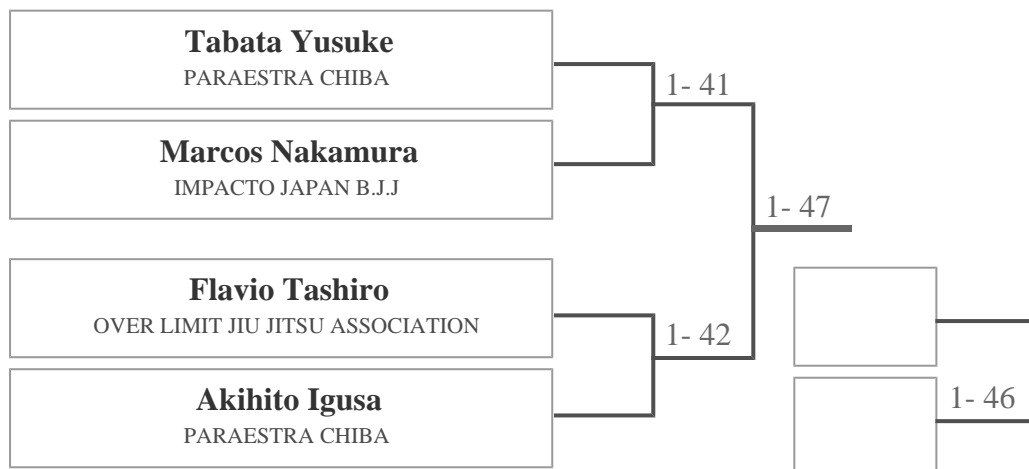 Tabata Yusuke
PARAESTRA CHIBA
1- 41
Marcos Nakamura
IMPACTO JAPAN B.J.J
1- 47
Flavio Tashiro
OVER LIMIT JIU JITSU ASSOCIATION
1- 42
Akihito Igusa
PARAESTRA CHIBA
1- 46